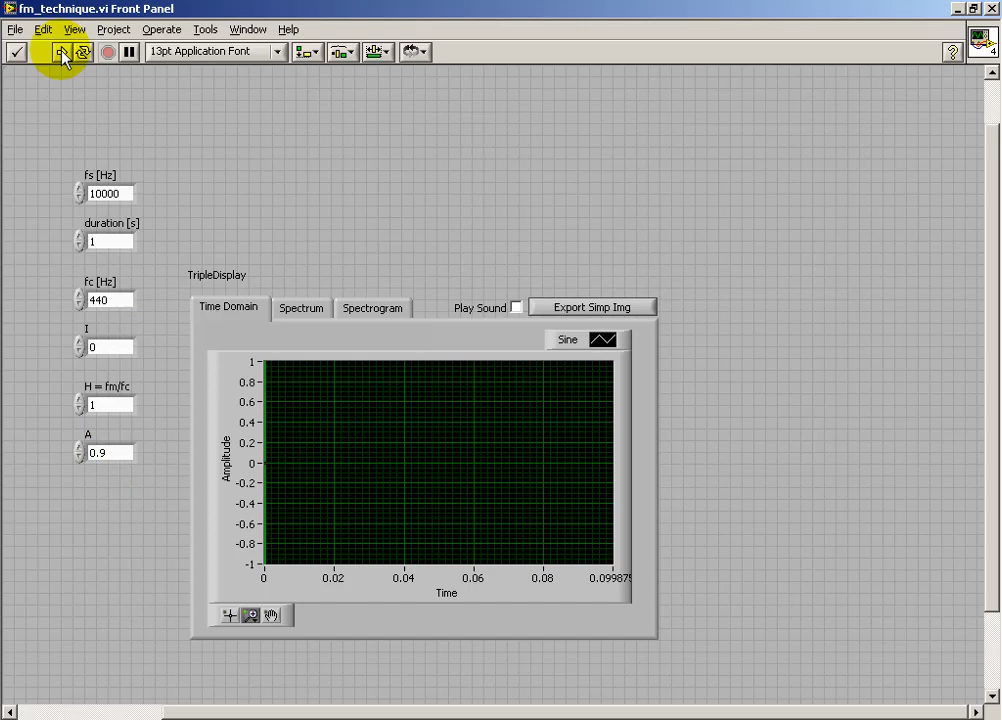 fm_technique.vi Front Panel
File Edit View Project Operate Tools Window Help
13pt Application Font
4
fs [Hz]
10000
duration [s]
1
fc [Hz]
440
I
0
H = fm/fc
1
A
0.9
TripleDisplay
Time Domain Spectrum Spectrogram Play Sound Export Simp Img
Sine
1
0.8
0.6
0.4
0.2
0
-0.2
-0.4
-0.6
-0.8
-1
Amplitude
0 0.02 0.04 0.06 0.08 0.099875
Time